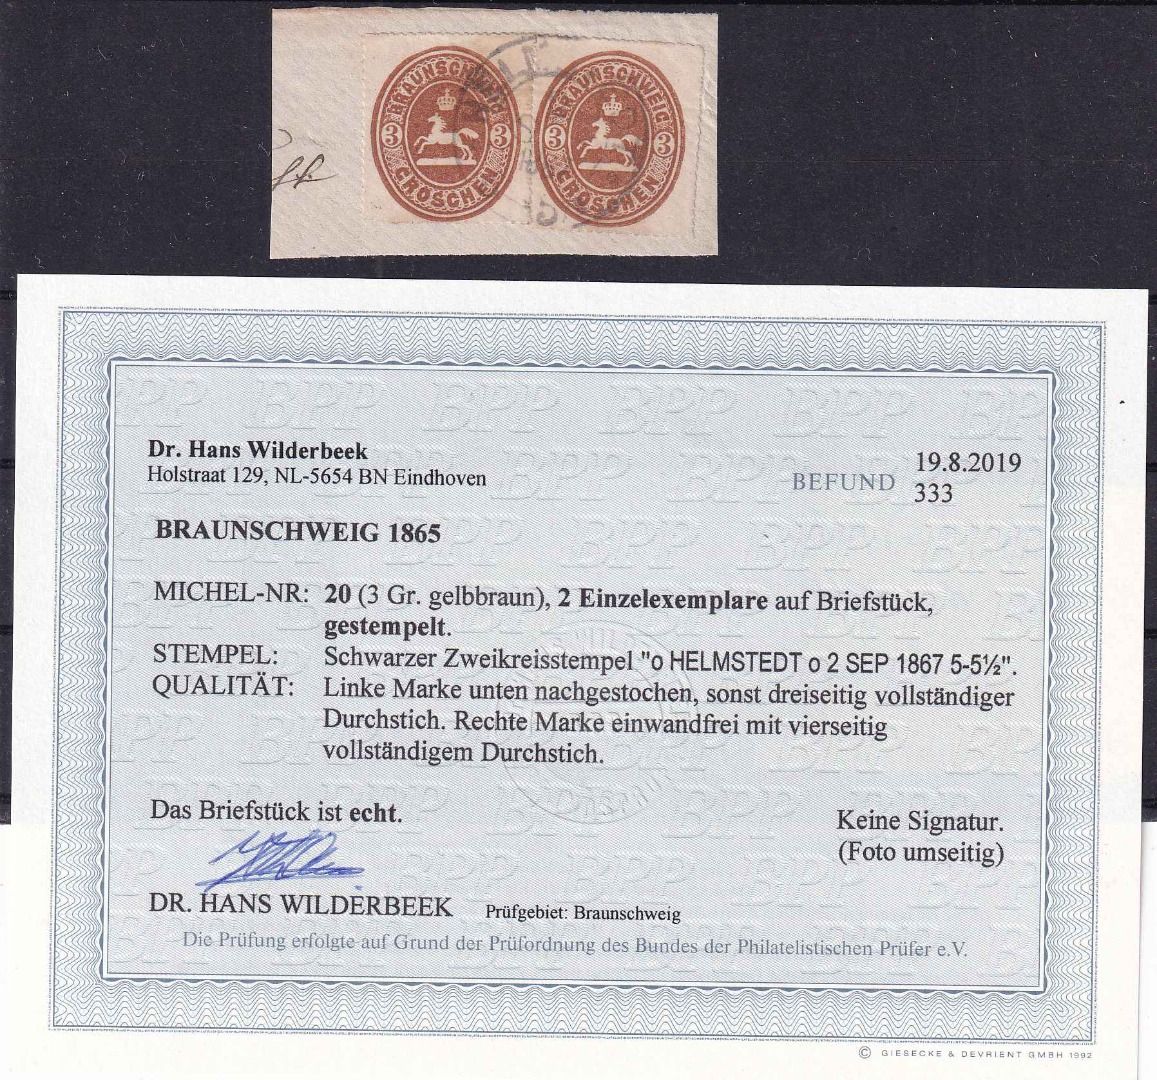 BRAUNSCHWEIG
3 3
GROSCHEN
BRAUNSCHWEIG
3 3
GROSCHEN
Dr. Hans Wilderbeek
Holstraat 129, NL-5654 BN Eindhoven
BEFUND
19.8.2019
333
BRAUNSCHWEIG 1865
MICHEL-NR: 20 (3 Gr. gelbbraun), 2 Einzelexemplare auf Briefstück,
gestempelt.
STEMPEL: Schwarzer Zweikreisstempel "o HELMSTEDT o 2 SEP 1867 5-5½".
QUALITÄT: Linke Marke unten nachgestochen, sonst dreiseitig vollständiger
Durchstich. Rechte Marke einwandfrei mit vierseitig
vollständigem Durchstich.
Das Briefstück ist echt.
Keine Signatur.
(Foto umseitig)
DR. HANS WILDERBEEK Prüfgebiet: Braunschweig
Die Prüfung erfolgte auf Grund der Prüfordnung des Bundes der Philatelistischen Prüfer e.V.
© GIESECKE & DEVRIENT GMBH 1992